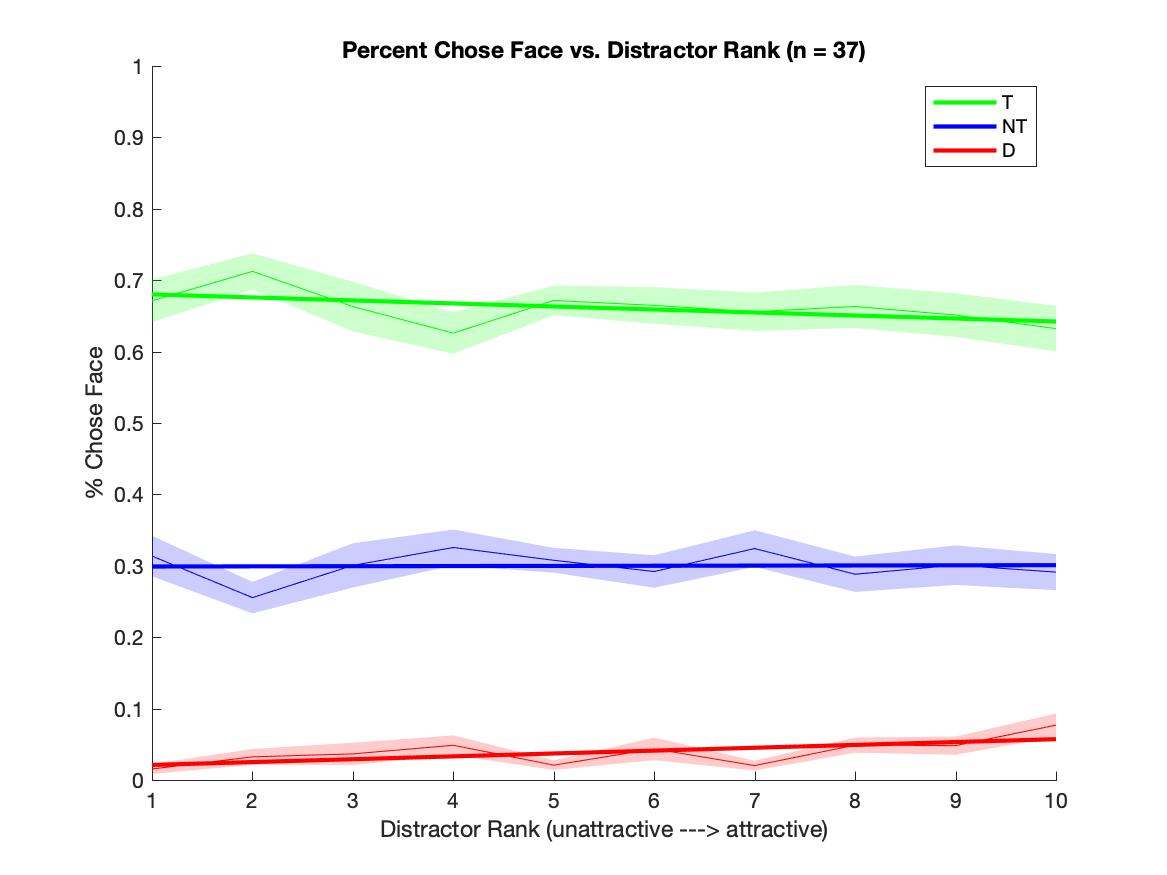 Percent Chose Face vs. Distractor Rank (n = 37)
T
NT
D
% Chose Face
1
0.9
0.8
0.7
0.6
0.5
0.4
0.3
0.2
0.1
0
1 2 3 4 5 6 7 8 9 10
Distractor Rank (unattractive ---> attractive)